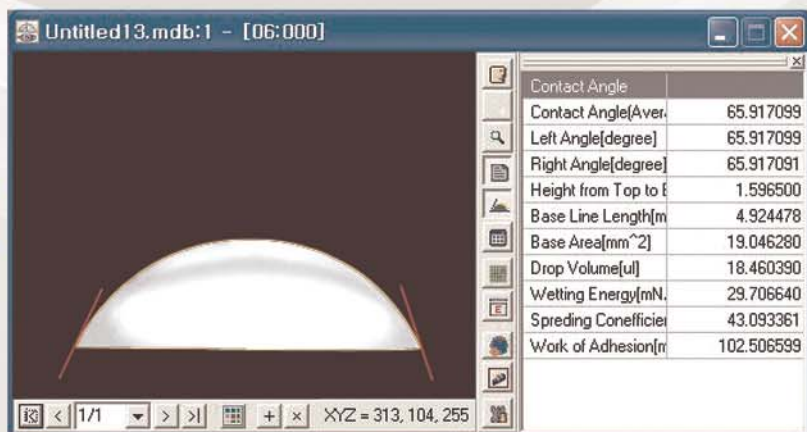 Untitled13.mdb:1 - [06:000]
Contact Angle
Contact Angle(Aver. 65.917099
Left Angle[degree] 65.917099
Right Angle[degree] 65.917091
Height from Top to B 1.596500
Base Line Length[m 4.924478
Base Area[mm^2] 19.046280
Drop Volume[ul] 18.460390
Wetting Energy[mN. 29.706640
Spreding Conefficier 43.093361
Work of Adhesion[m 102.506599
1/1 XYZ = 313, 104, 255